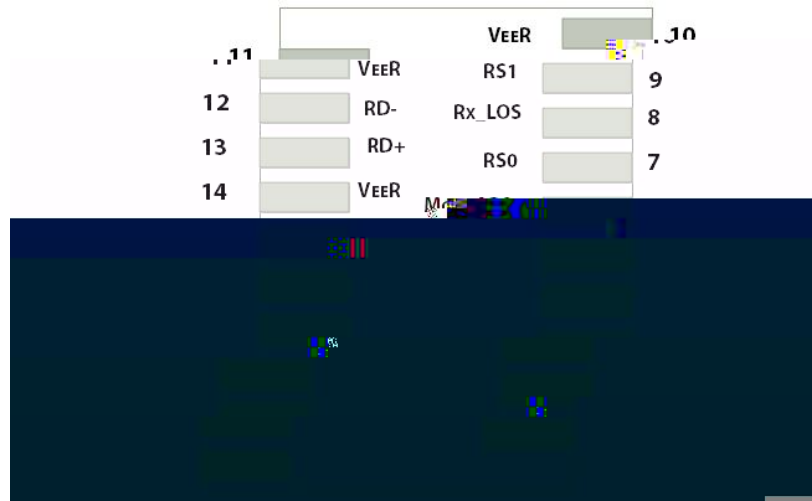 VEER 10
11 VEER RS1 9
12 RD- Rx_LOS 8
13 RD+ RS0 7
14 VEER